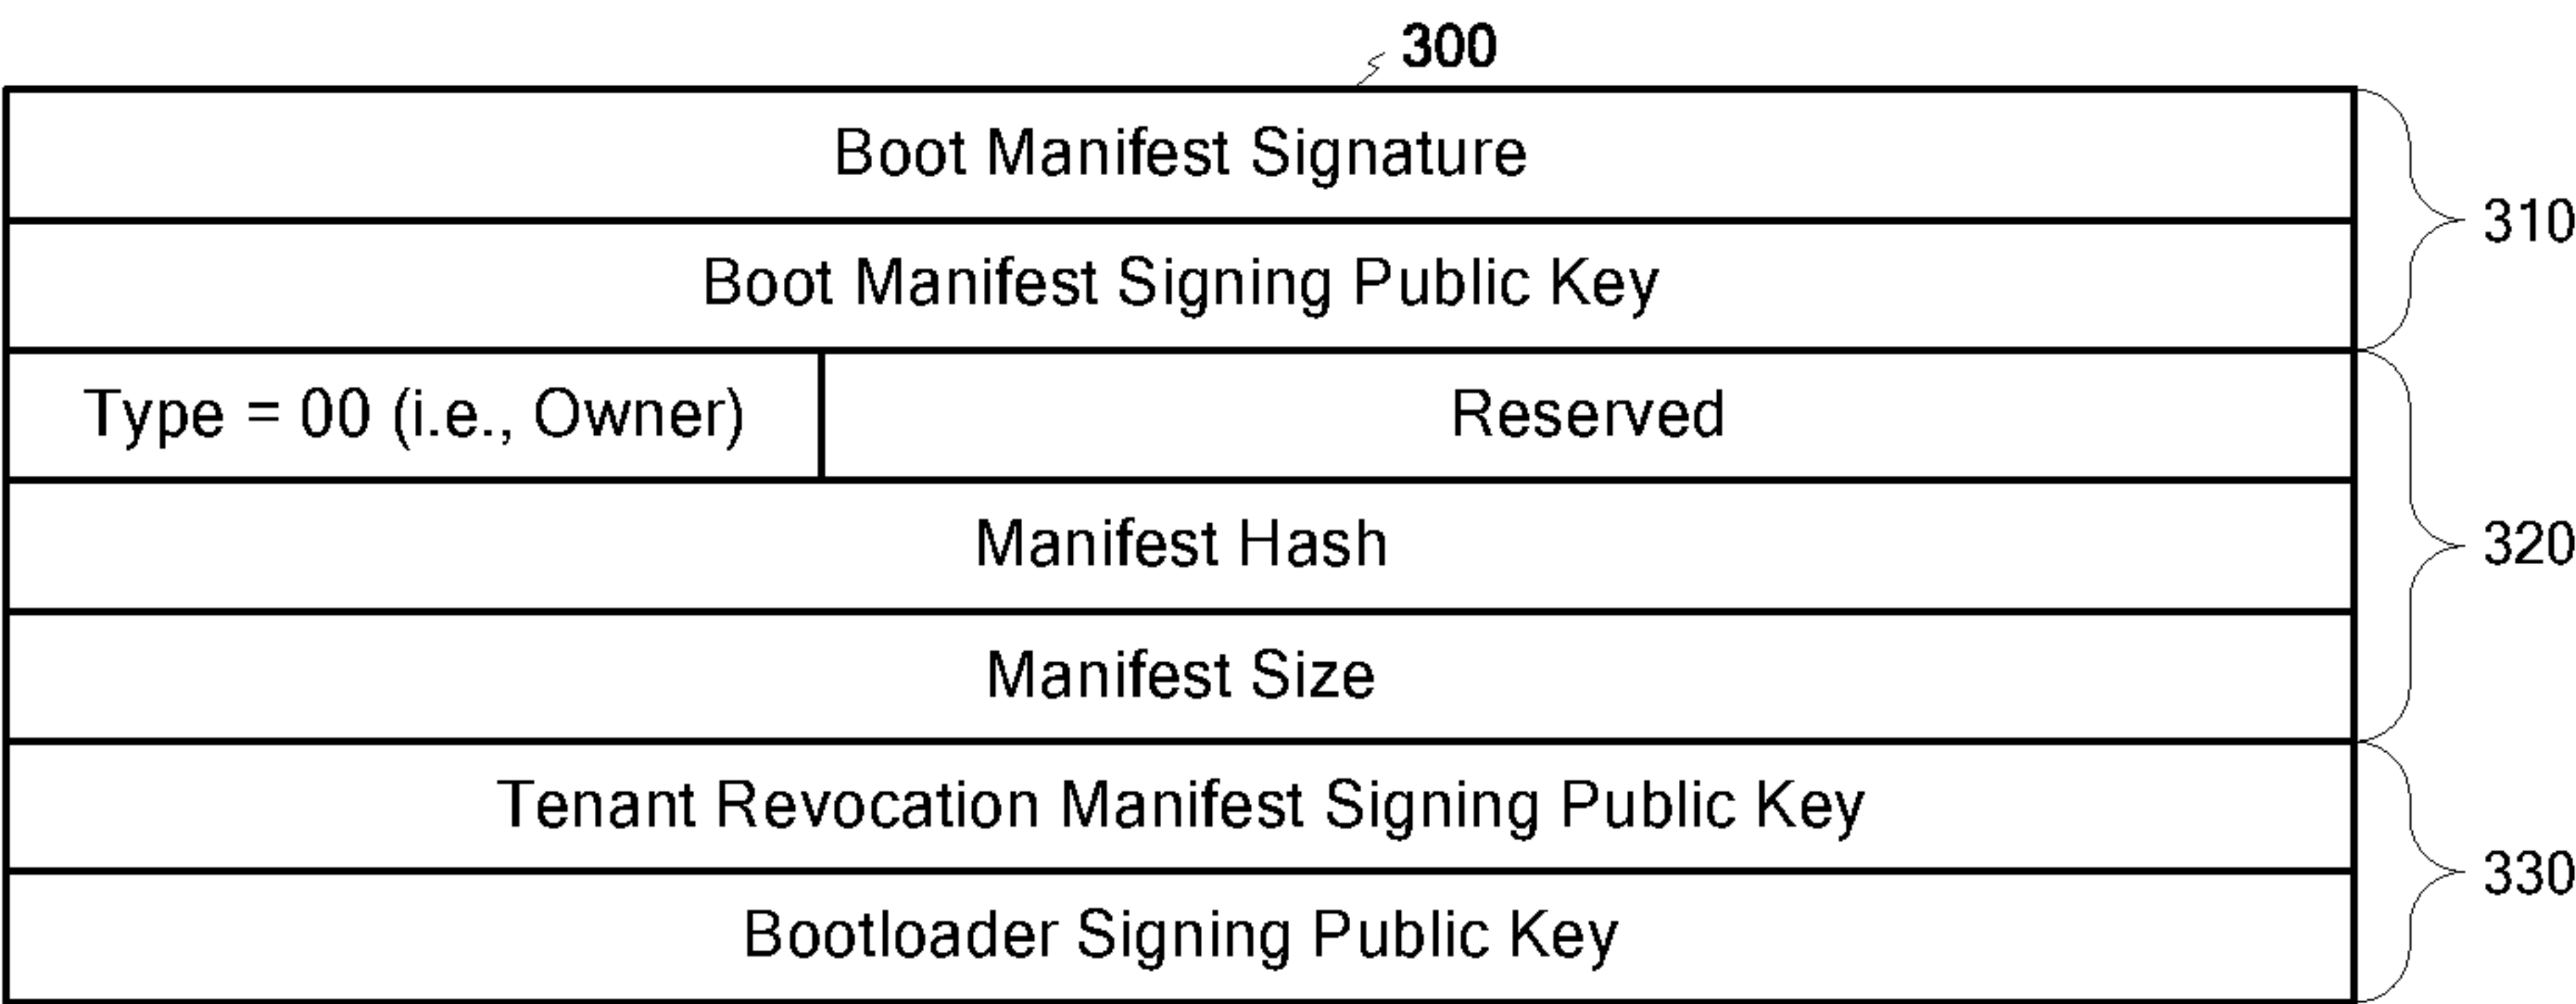 300
Boot Manifest Signature
Boot Manifest Signing Public Key
310
Type = 00 (i.e., Owner) Reserved
Manifest Hash
320
Manifest Size
Tenant Revocation Manifest Signing Public Key
330
Bootloader Signing Public Key